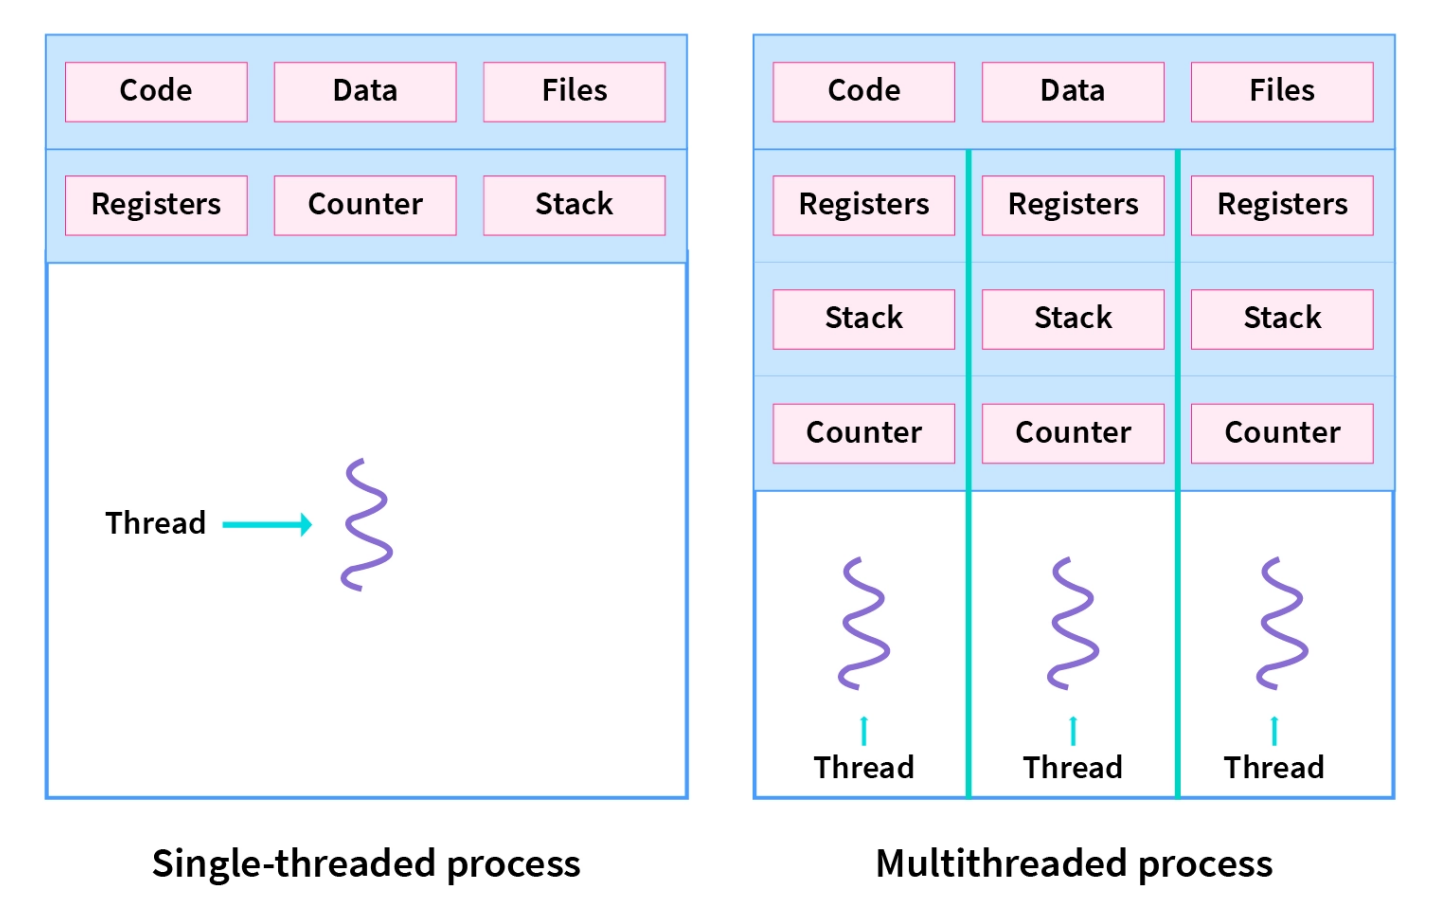 Code Data Files
Registers Counter Stack
Thread
Single-threaded process
Code Data Files
Registers Registers Registers
Stack Stack Stack
Counter Counter Counter
Thread Thread Thread
Multithreaded process